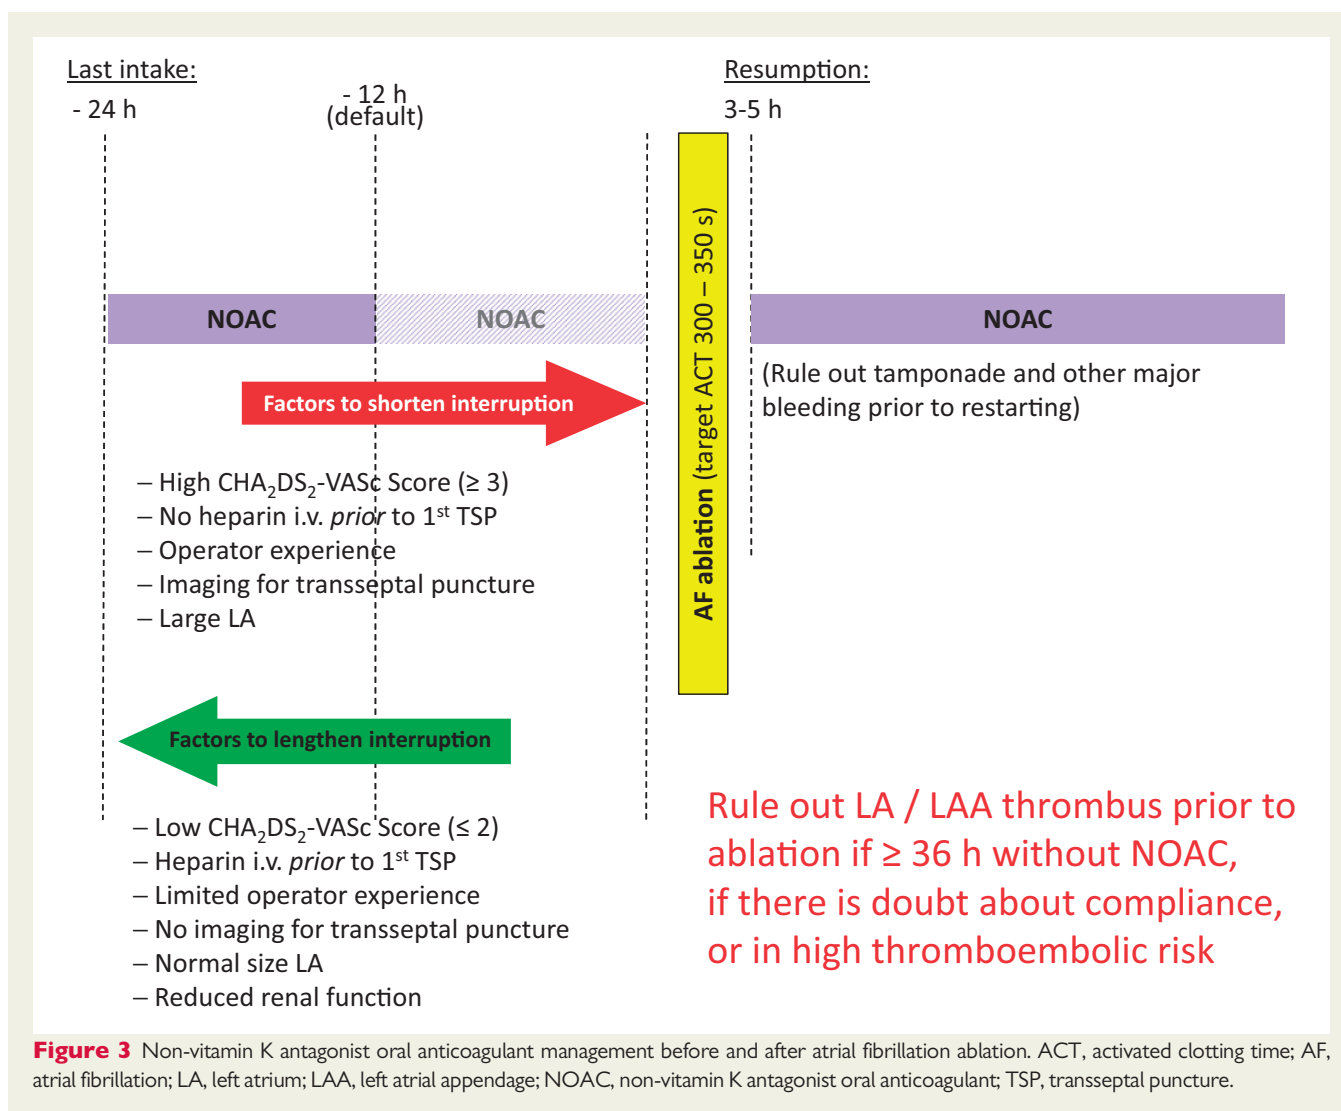 Last intake:
- 24 h
- 12 h
(default)
Resumption:
3-5 h
NOAC
NOAC
NOAC
AF ablation (target ACT 300 – 350 s)
(Rule out tamponade and other major
bleeding prior to restarting)
Factors to shorten interruption
– High CHA₂DS₂-VASc Score (≥ 3)
– No heparin i.v. prior to 1ˢᵗ TSP
– Operator experience
– Imaging for transseptal puncture
– Large LA
Factors to lengthen interruption
– Low CHA₂DS₂-VASc Score (≤ 2)
– Heparin i.v. prior to 1ˢᵗ TSP
– Limited operator experience
– No imaging for transseptal puncture
– Normal size LA
– Reduced renal function
Rule out LA / LAA thrombus prior to
ablation if ≥ 36 h without NOAC,
if there is doubt about compliance,
or in high thromboembolic risk
Figure 3 Non-vitamin K antagonist oral anticoagulant management before and after atrial fibrillation ablation. ACT, activated clotting time; AF,
atrial fibrillation; LA, left atrium; LAA, left atrial appendage; NOAC, non-vitamin K antagonist oral anticoagulant; TSP, transseptal puncture.